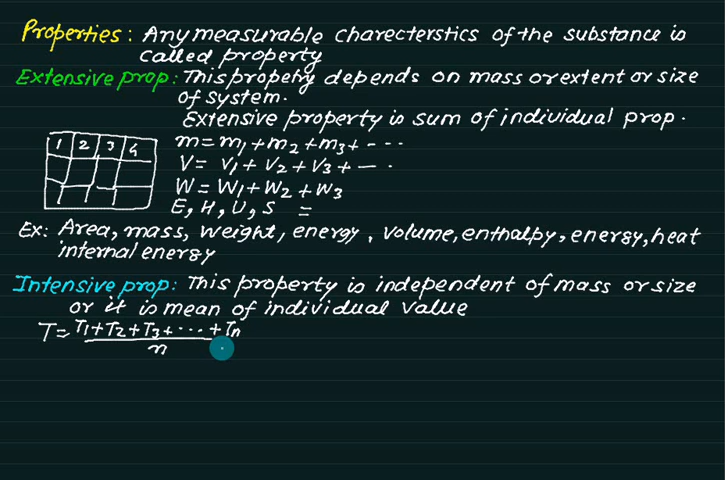 Properties: Any measurable charecterstics of the substance is
called property
Extensive prop: This property depends on mass or extent or size
of system.
Extensive property is sum of individual prop.
1 2 3 4
m = m1 + m2 + m3 + ---
V = V1 + V2 + V3 + ---
W = W1 + W2 + W3
E, H, U, S =
Ex: Area, mass, weight, energy, volume, enthalpy, energy, heat
internal energy
Intensive prop: This property is independent of mass or size
or it is mean of individual value
T = T1 + T2 + T3 + ... + Tn
n